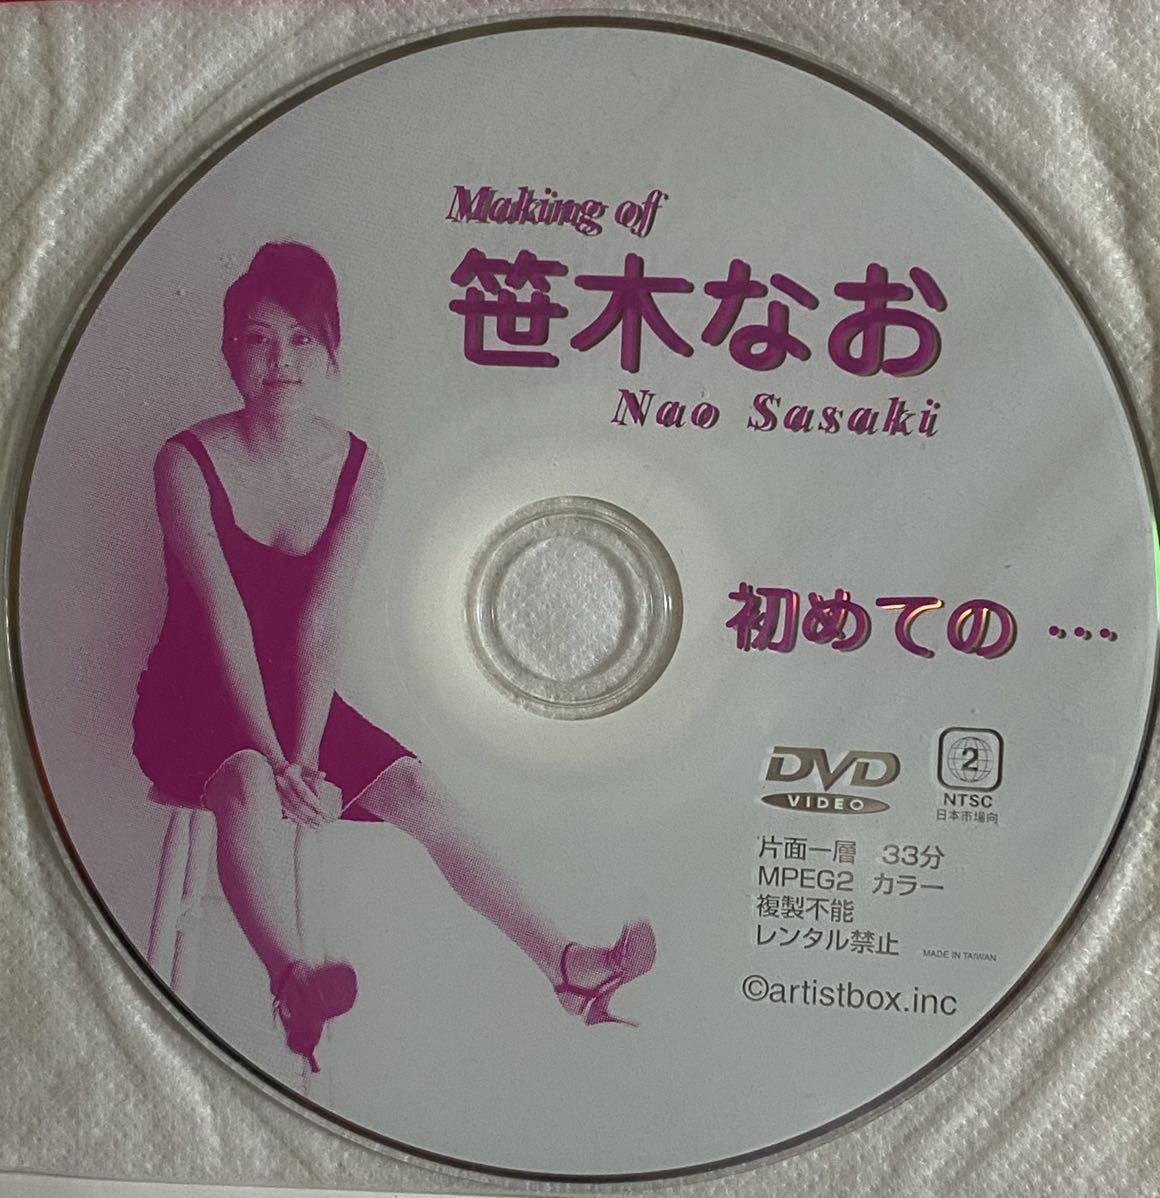 Making off
笹木なお
Nao Sasaki
初めての…
DVD
VIDEO
2
NTSC
日本市場向
片面一層 33分
MPEG2 カラー
複製不能
レンタル禁止
MADE IN TAIWAN
©artistbox.inc